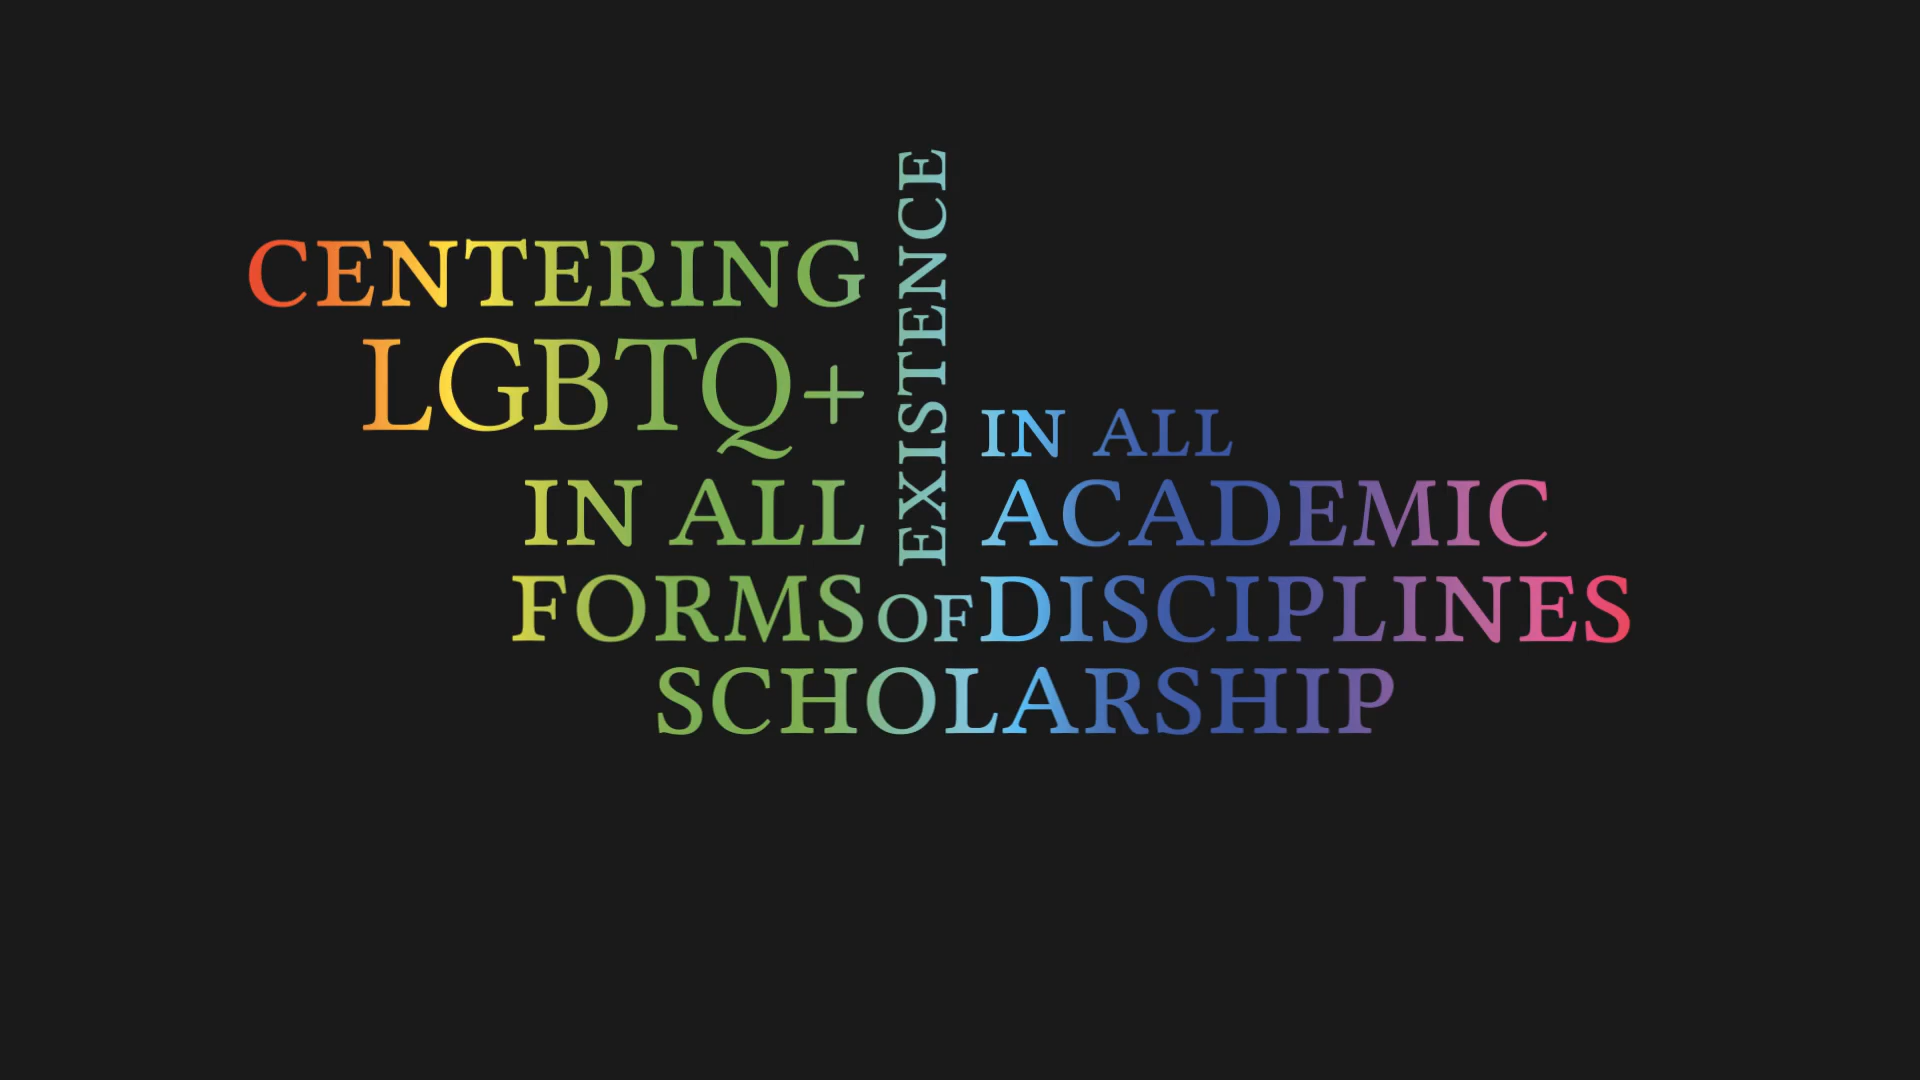 CENTERING
LGBTQ+
EXISTENCE
IN ALL
FORMS OF
SCHOLARSHIP
IN ALL
ACADEMIC
DISCIPLINES